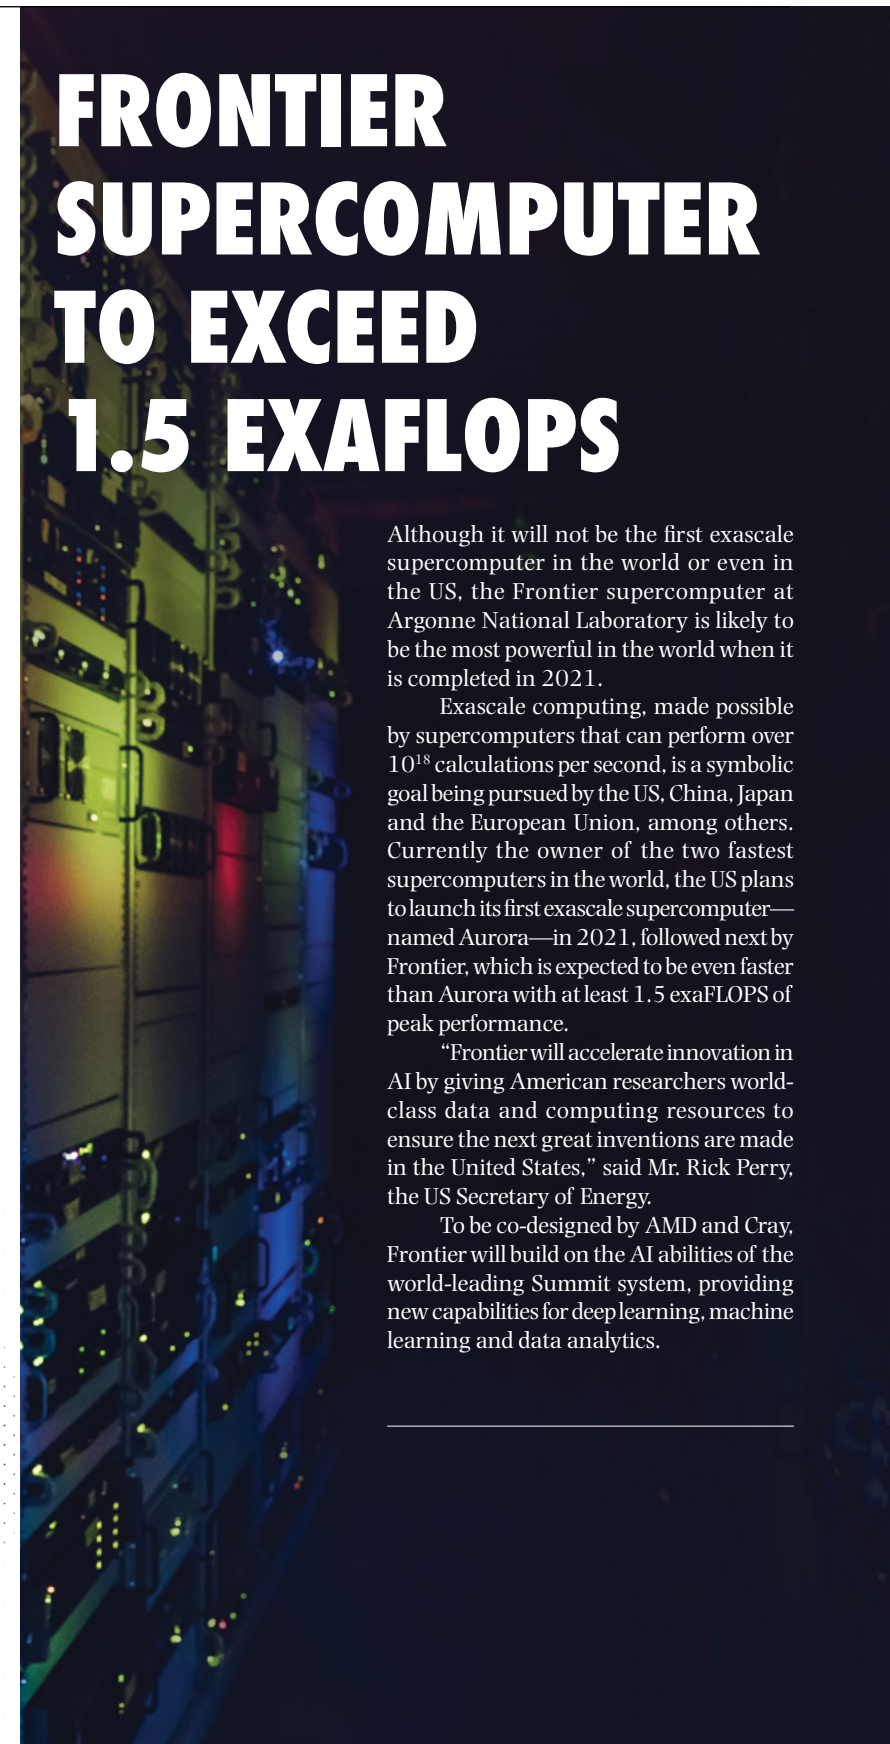 FRONTIER
SUPERCOMPUTER
TO EXCEED
1.5 EXAFLOPS
Although it will not be the first exascale
supercomputer in the world or even in
the US, the Frontier supercomputer at
Argonne National Laboratory is likely to
be the most powerful in the world when it
is completed in 2021.
Exascale computing, made possible
by supercomputers that can perform over
10¹⁸ calculations per second, is a symbolic
goal being pursued by the US, China, Japan
and the European Union, among others.
Currently the owner of the two fastest
supercomputers in the world, the US plans
to launch its first exascale supercomputer—
named Aurora—in 2021, followed next by
Frontier, which is expected to be even faster
than Aurora with at least 1.5 exaFLOPS of
peak performance.
“Frontier will accelerate innovation in
AI by giving American researchers world-
class data and computing resources to
ensure the next great inventions are made
in the United States,” said Mr. Rick Perry,
the US Secretary of Energy.
To be co-designed by AMD and Cray,
Frontier will build on the AI abilities of the
world-leading Summit system, providing
new capabilities for deep learning, machine
learning and data analytics.